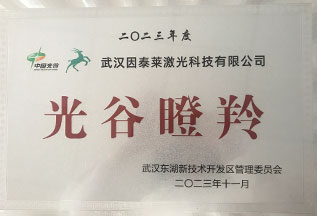 二〇二三年度
中国光谷
武汉因泰莱激光科技有限公司
光谷瞪羚
武汉东湖新技术开发区管理委员会
二〇二三年十一月